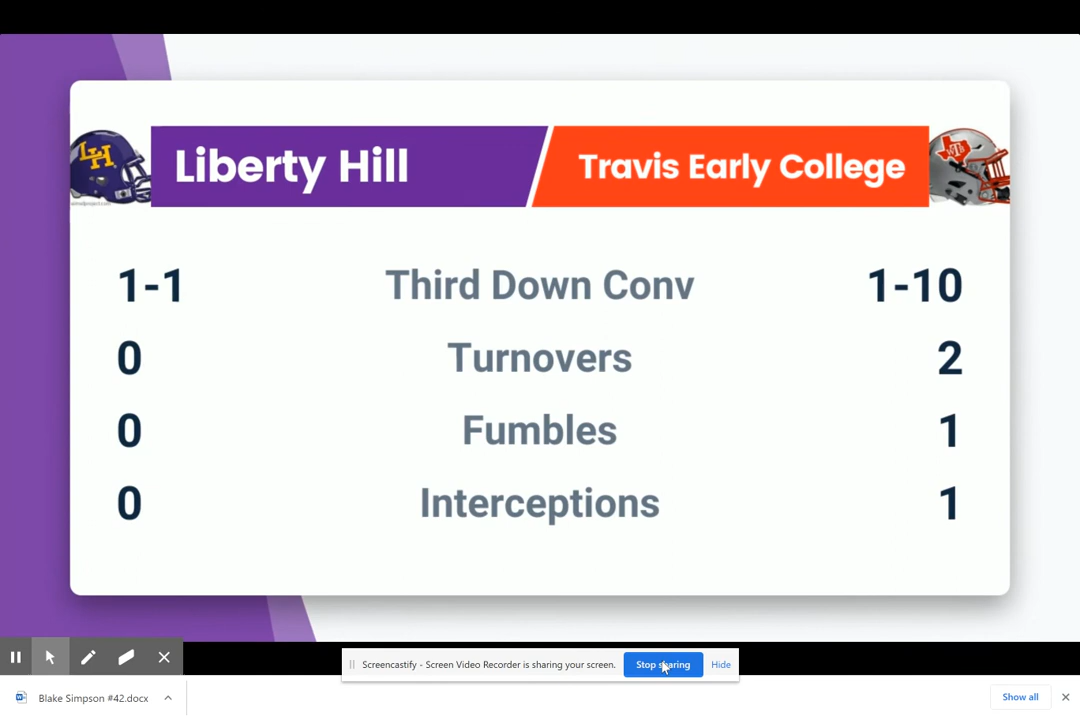 LH
Liberty Hill
Travis Early College
1-1 Third Down Conv 1-10
0 Turnovers 2
0 Fumbles 1
0 Interceptions 1
Screencastify - Screen Video Recorder is sharing your screen. Stop sharing Hide
Blake Simpson #42.docx Show all